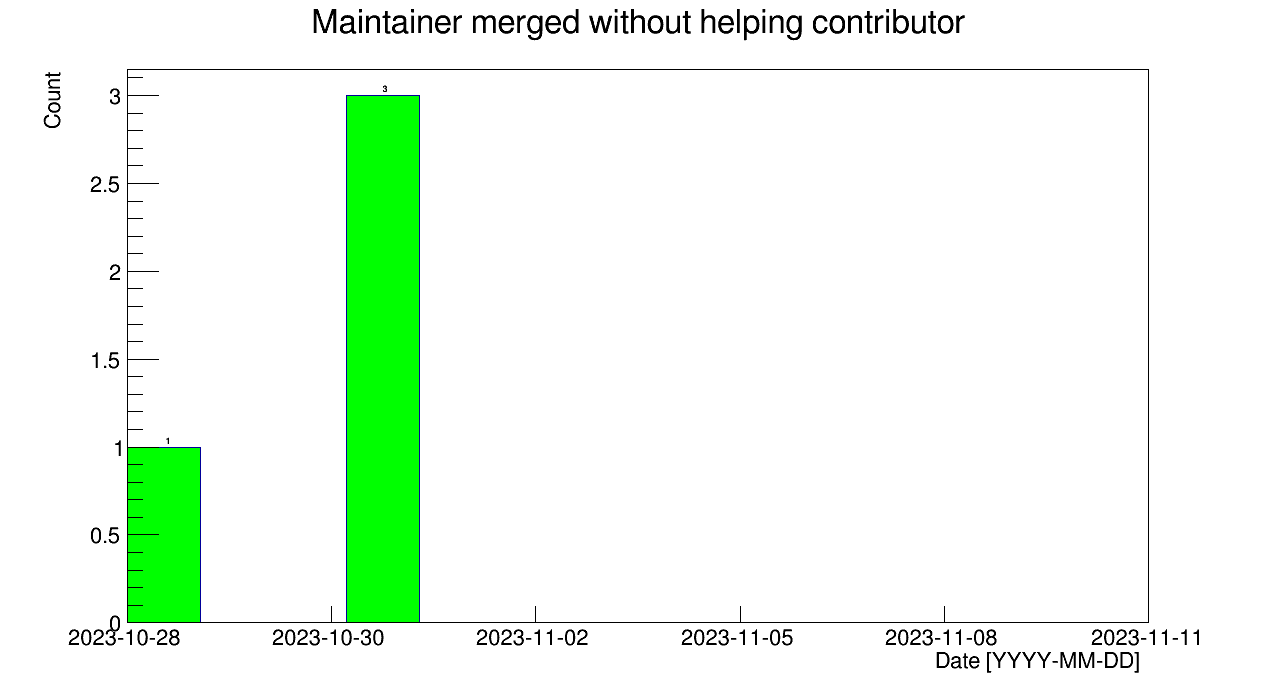 Maintainer merged without helping contributor
Count
3
2.5
2
1.5
1
0.5
0
3
1
2023-10-28 2023-10-30 2023-11-02 2023-11-05 2023-11-08 2023-11-11
Date [YYYY-MM-DD]